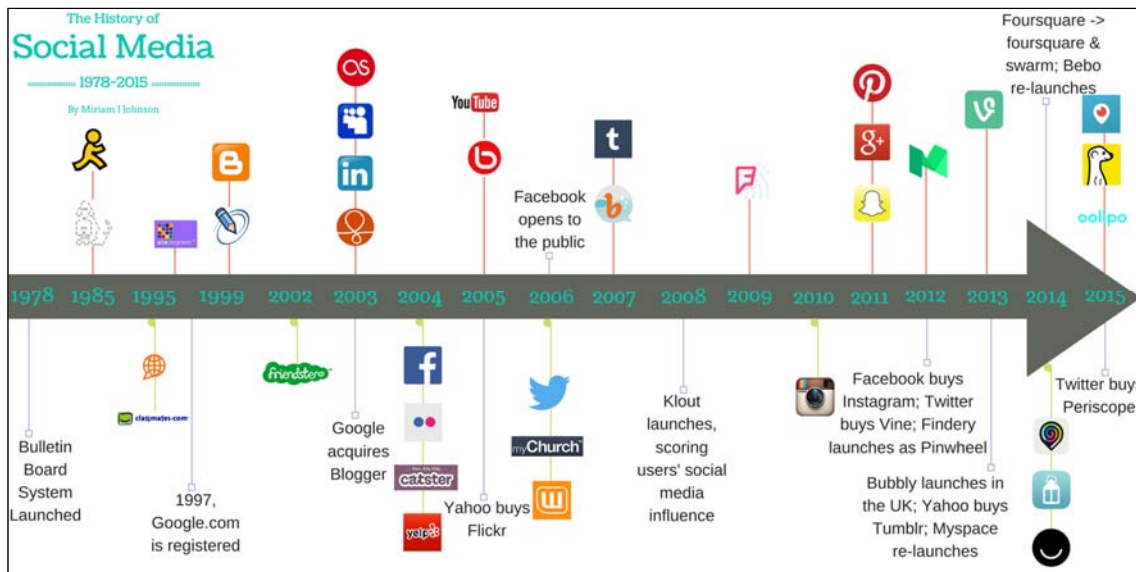 The History of
Social Media
1978-2015
By Miriam J Johnson
Foursquare ->
foursquare &
swarm; Bebo
re-launches
YouTube
Facebook
opens to
the public
oolipo
1978 1985 1995 1999 2002 2003 2004 2005 2006 2007 2008 2009 2010 2011 2012 2013 2014 2015
Bulletin
Board
System
Launched
classmates·com
1997,
Google.com
is registered
friendster
Google
acquires
Blogger
catster
yelp
Yahoo buys
Flickr
myChurch
Klout
launches,
scoring
users' social
media
influence
Facebook buys
Instagram; Twitter
buys Vine; Findery
launches as Pinwheel
Bubbly launches in
the UK; Yahoo buys
Tumblr; Myspace
re-launches
Twitter buys
Periscope